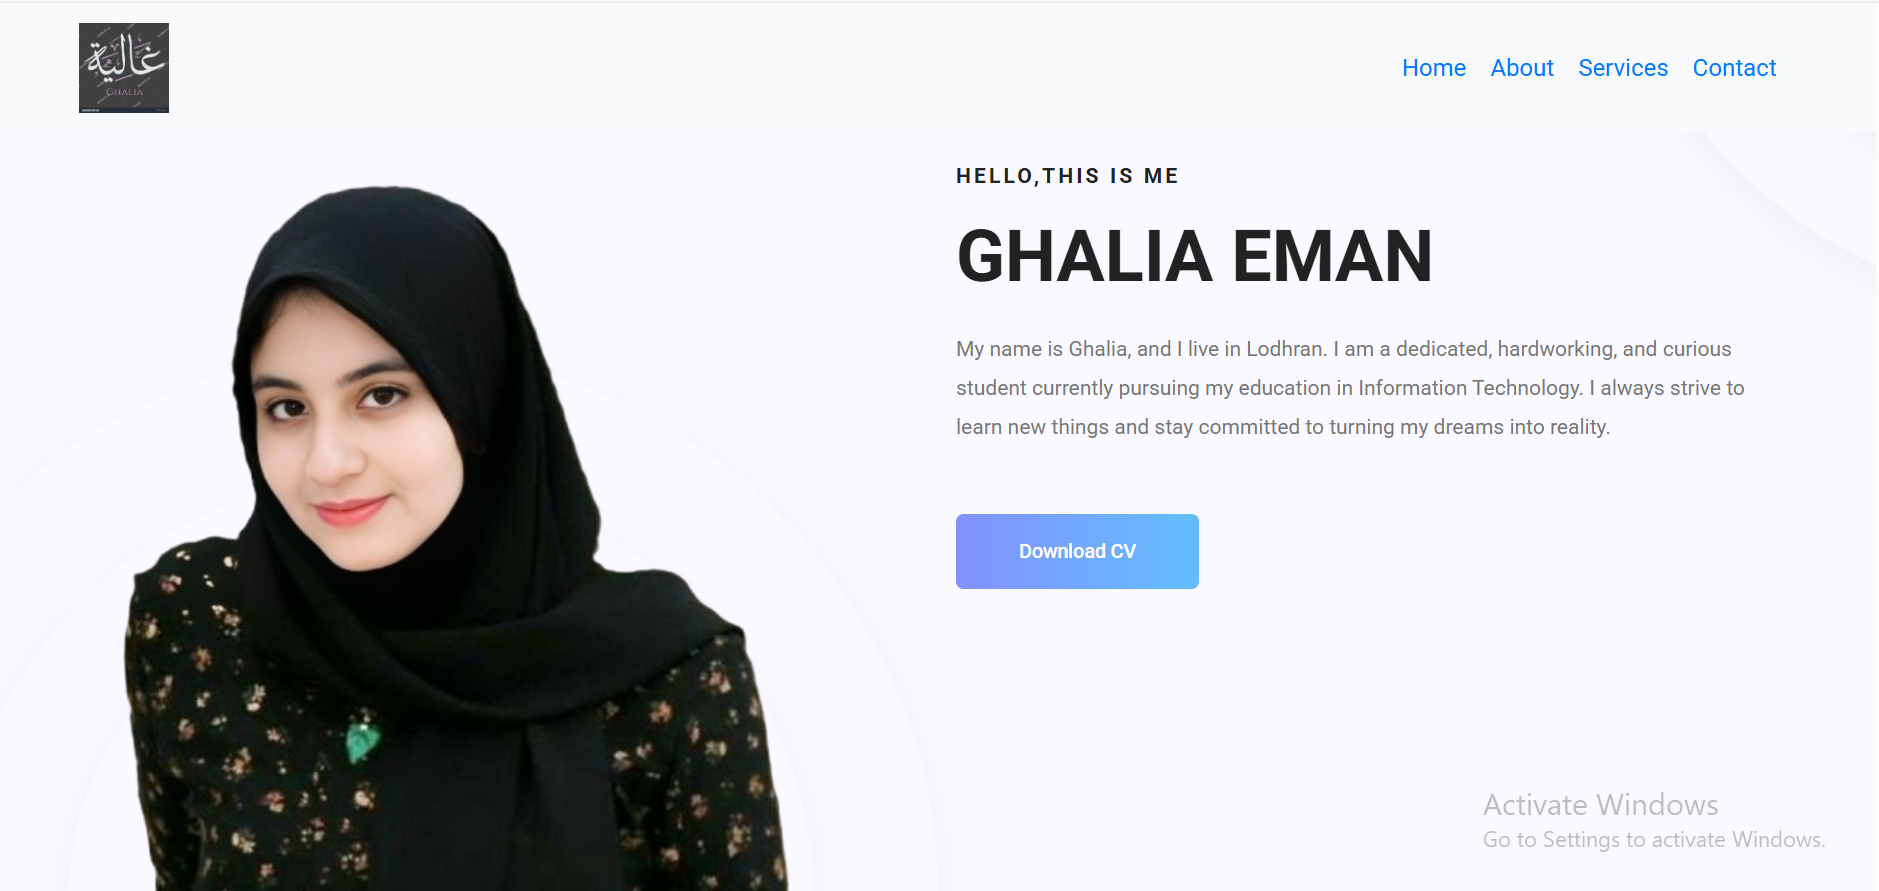 غالية
GHALIA
Home About Services Contact
HELLO,THIS IS ME
GHALIA EMAN
My name is Ghalia, and I live in Lodhran. I am a dedicated, hardworking, and curious
student currently pursuing my education in Information Technology. I always strive to
learn new things and stay committed to turning my dreams into reality.
Download CV
Activate Windows
Go to Settings to activate Windows.